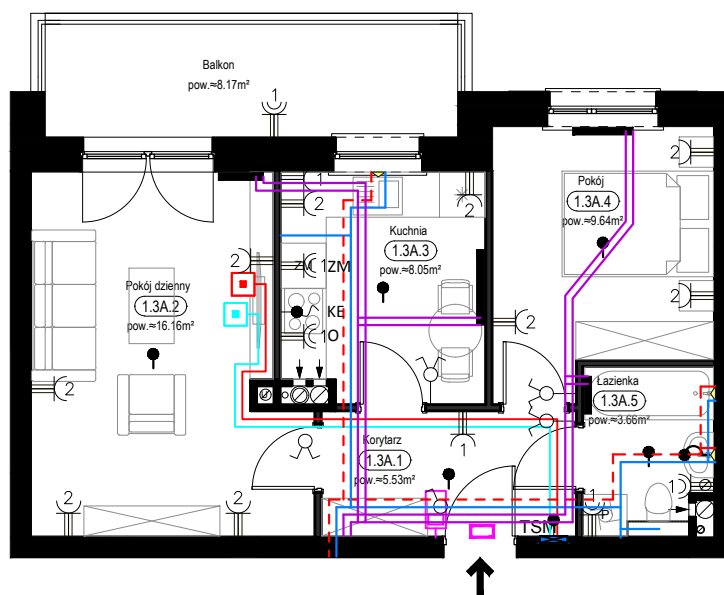 Balkon
pow.≈8.17m²
1
2
1
2
2
Pokój
1.3A.4
pow.≈9.64m²
Kuchnia
1.3A.3
pow.≈8.05m²
2
ZM 1ZM
Pokój dzienny
1.3A.2
pow.≈16.16m²
2
KE
2
1O
2
Łazienka
1.3A.5
pow.≈3.66m²
Korytarz
1.3A.1
pow.≈5.53m²
1
1
2
2
1
P
TSM